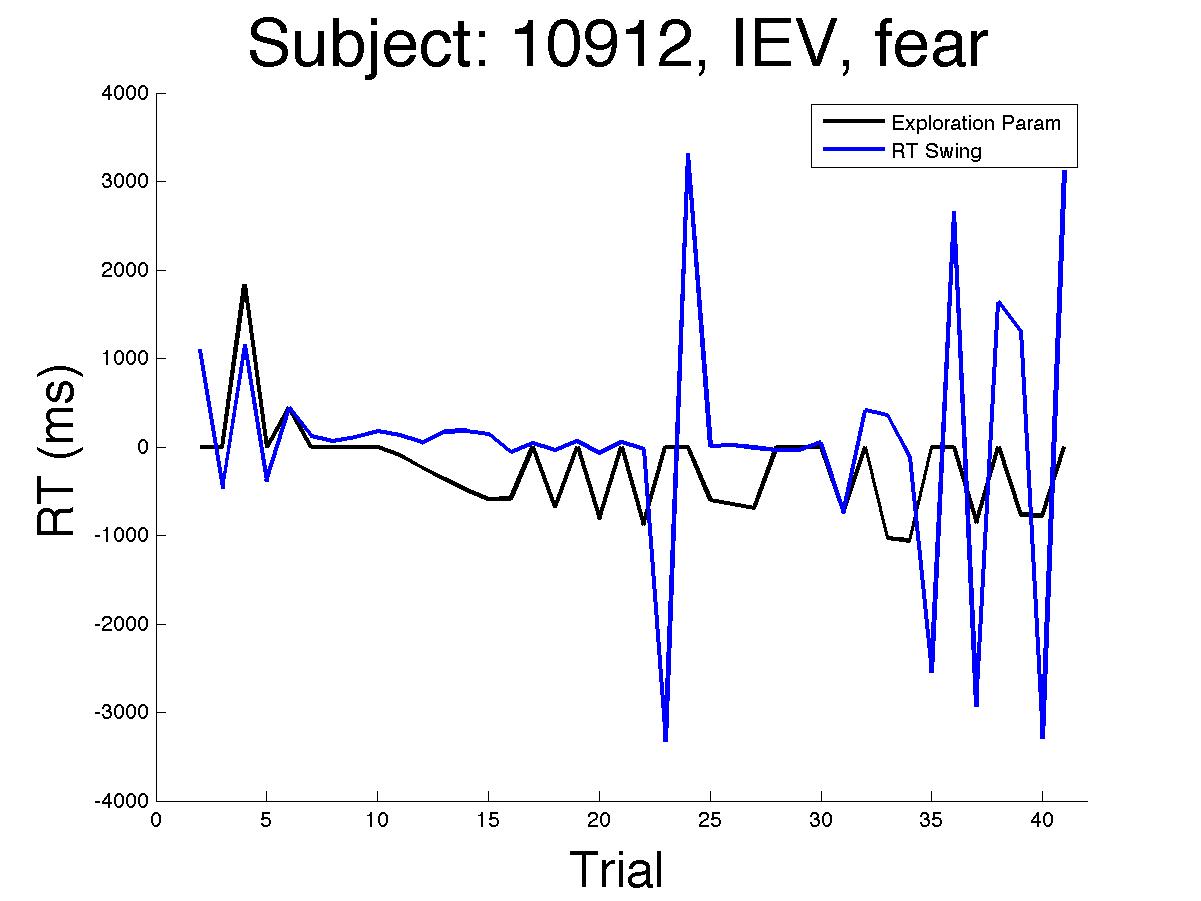 Subject: 10912, IEV, fear
4000
3000
2000
1000
0
-1000
-2000
-3000
-4000
RT (ms)
Exploration Param
RT Swing
0 5 10 15 20 25 30 35 40
Trial